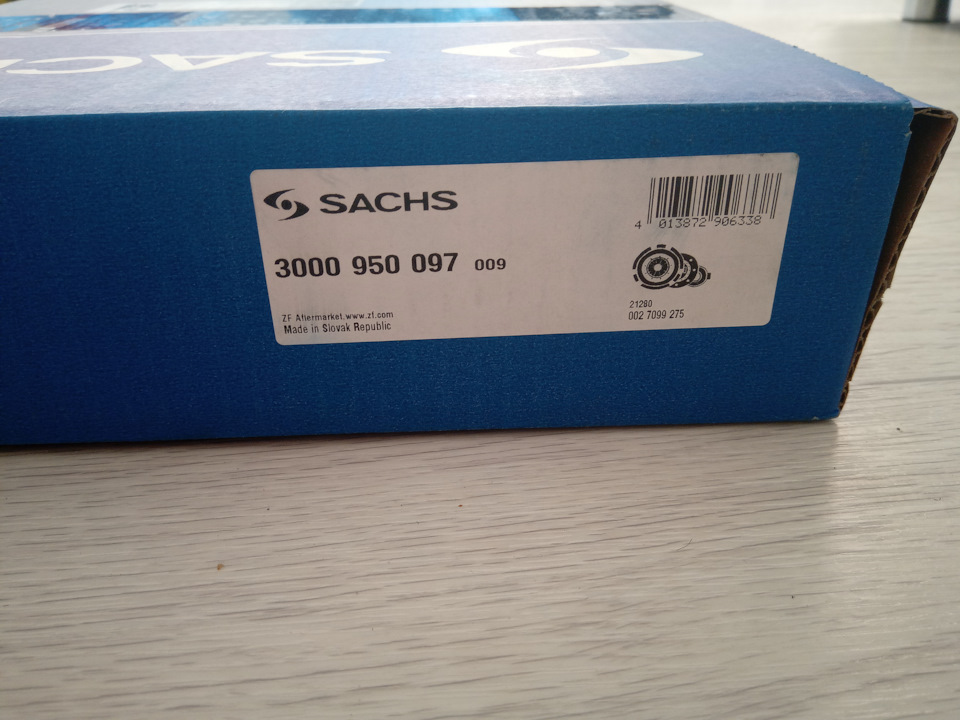 SACHS
SACHS
4 013872 906338
3000 950 097 009
21280
002 7099 275
ZF Aftermarket.www.zf.com
Made in Slovak Republic